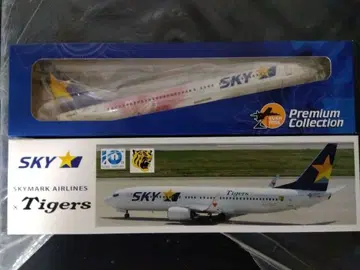 SKY
Premium
Collection
SKY
SKYMARK AIRLINES
× Tigers
SKY
Tigers